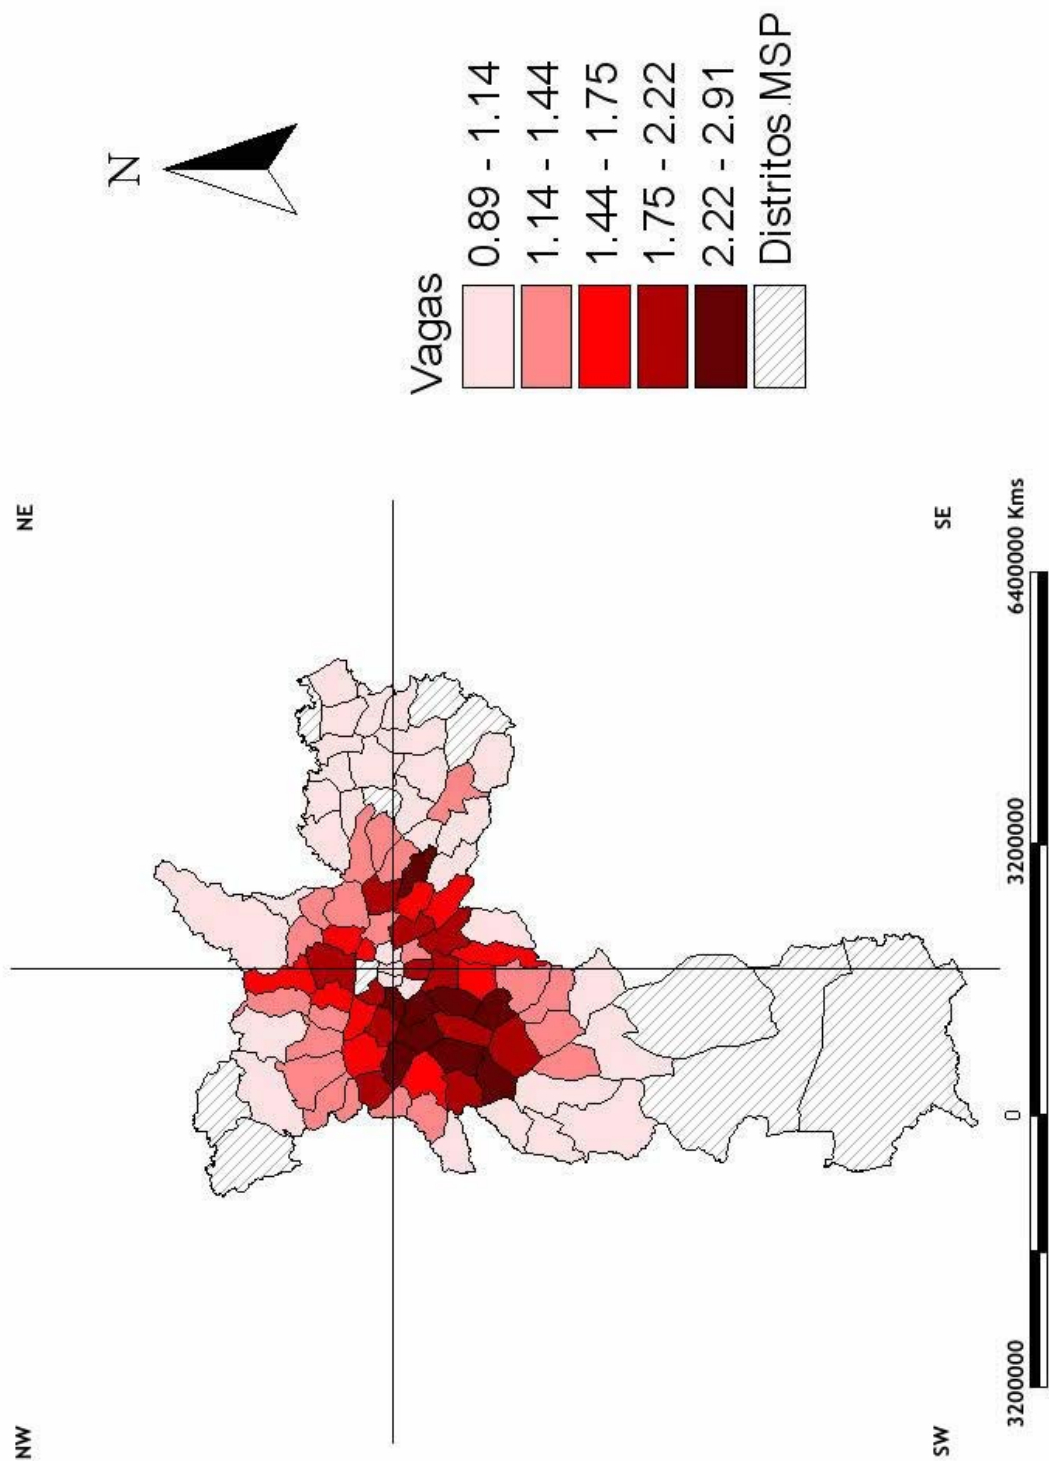 N
Vagas
0.89 - 1.14
1.14 - 1.44
1.44 - 1.75
1.75 - 2.22
2.22 - 2.91
Distritos MSP
NW
NE
SW
SE
3200000 0 3200000 6400000 Kms